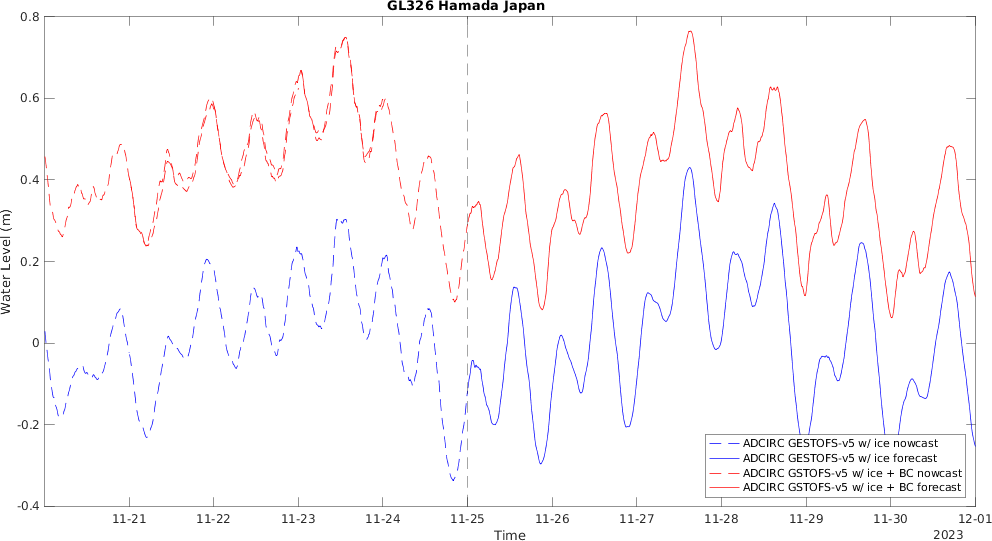 GL326 Hamada Japan
0.8
0.6
0.4
0.2
0
-0.2
-0.4
Water Level (m)
ADCIRC GESTOFS-v5 w/ ice nowcast
ADCIRC GESTOFS-v5 w/ ice forecast
ADCIRC GSTOFS-v5 w/ ice + BC nowcast
ADCIRC GSTOFS-v5 w/ ice + BC forecast
11-21 11-22 11-23 11-24 11-25 11-26 11-27 11-28 11-29 11-30 12-01
Time
2023